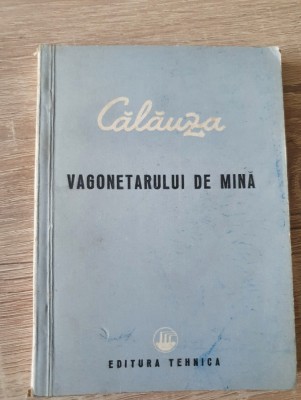 Călăuza
VAGONETARULUI DE MINĂ
EDITURA TEHNICA